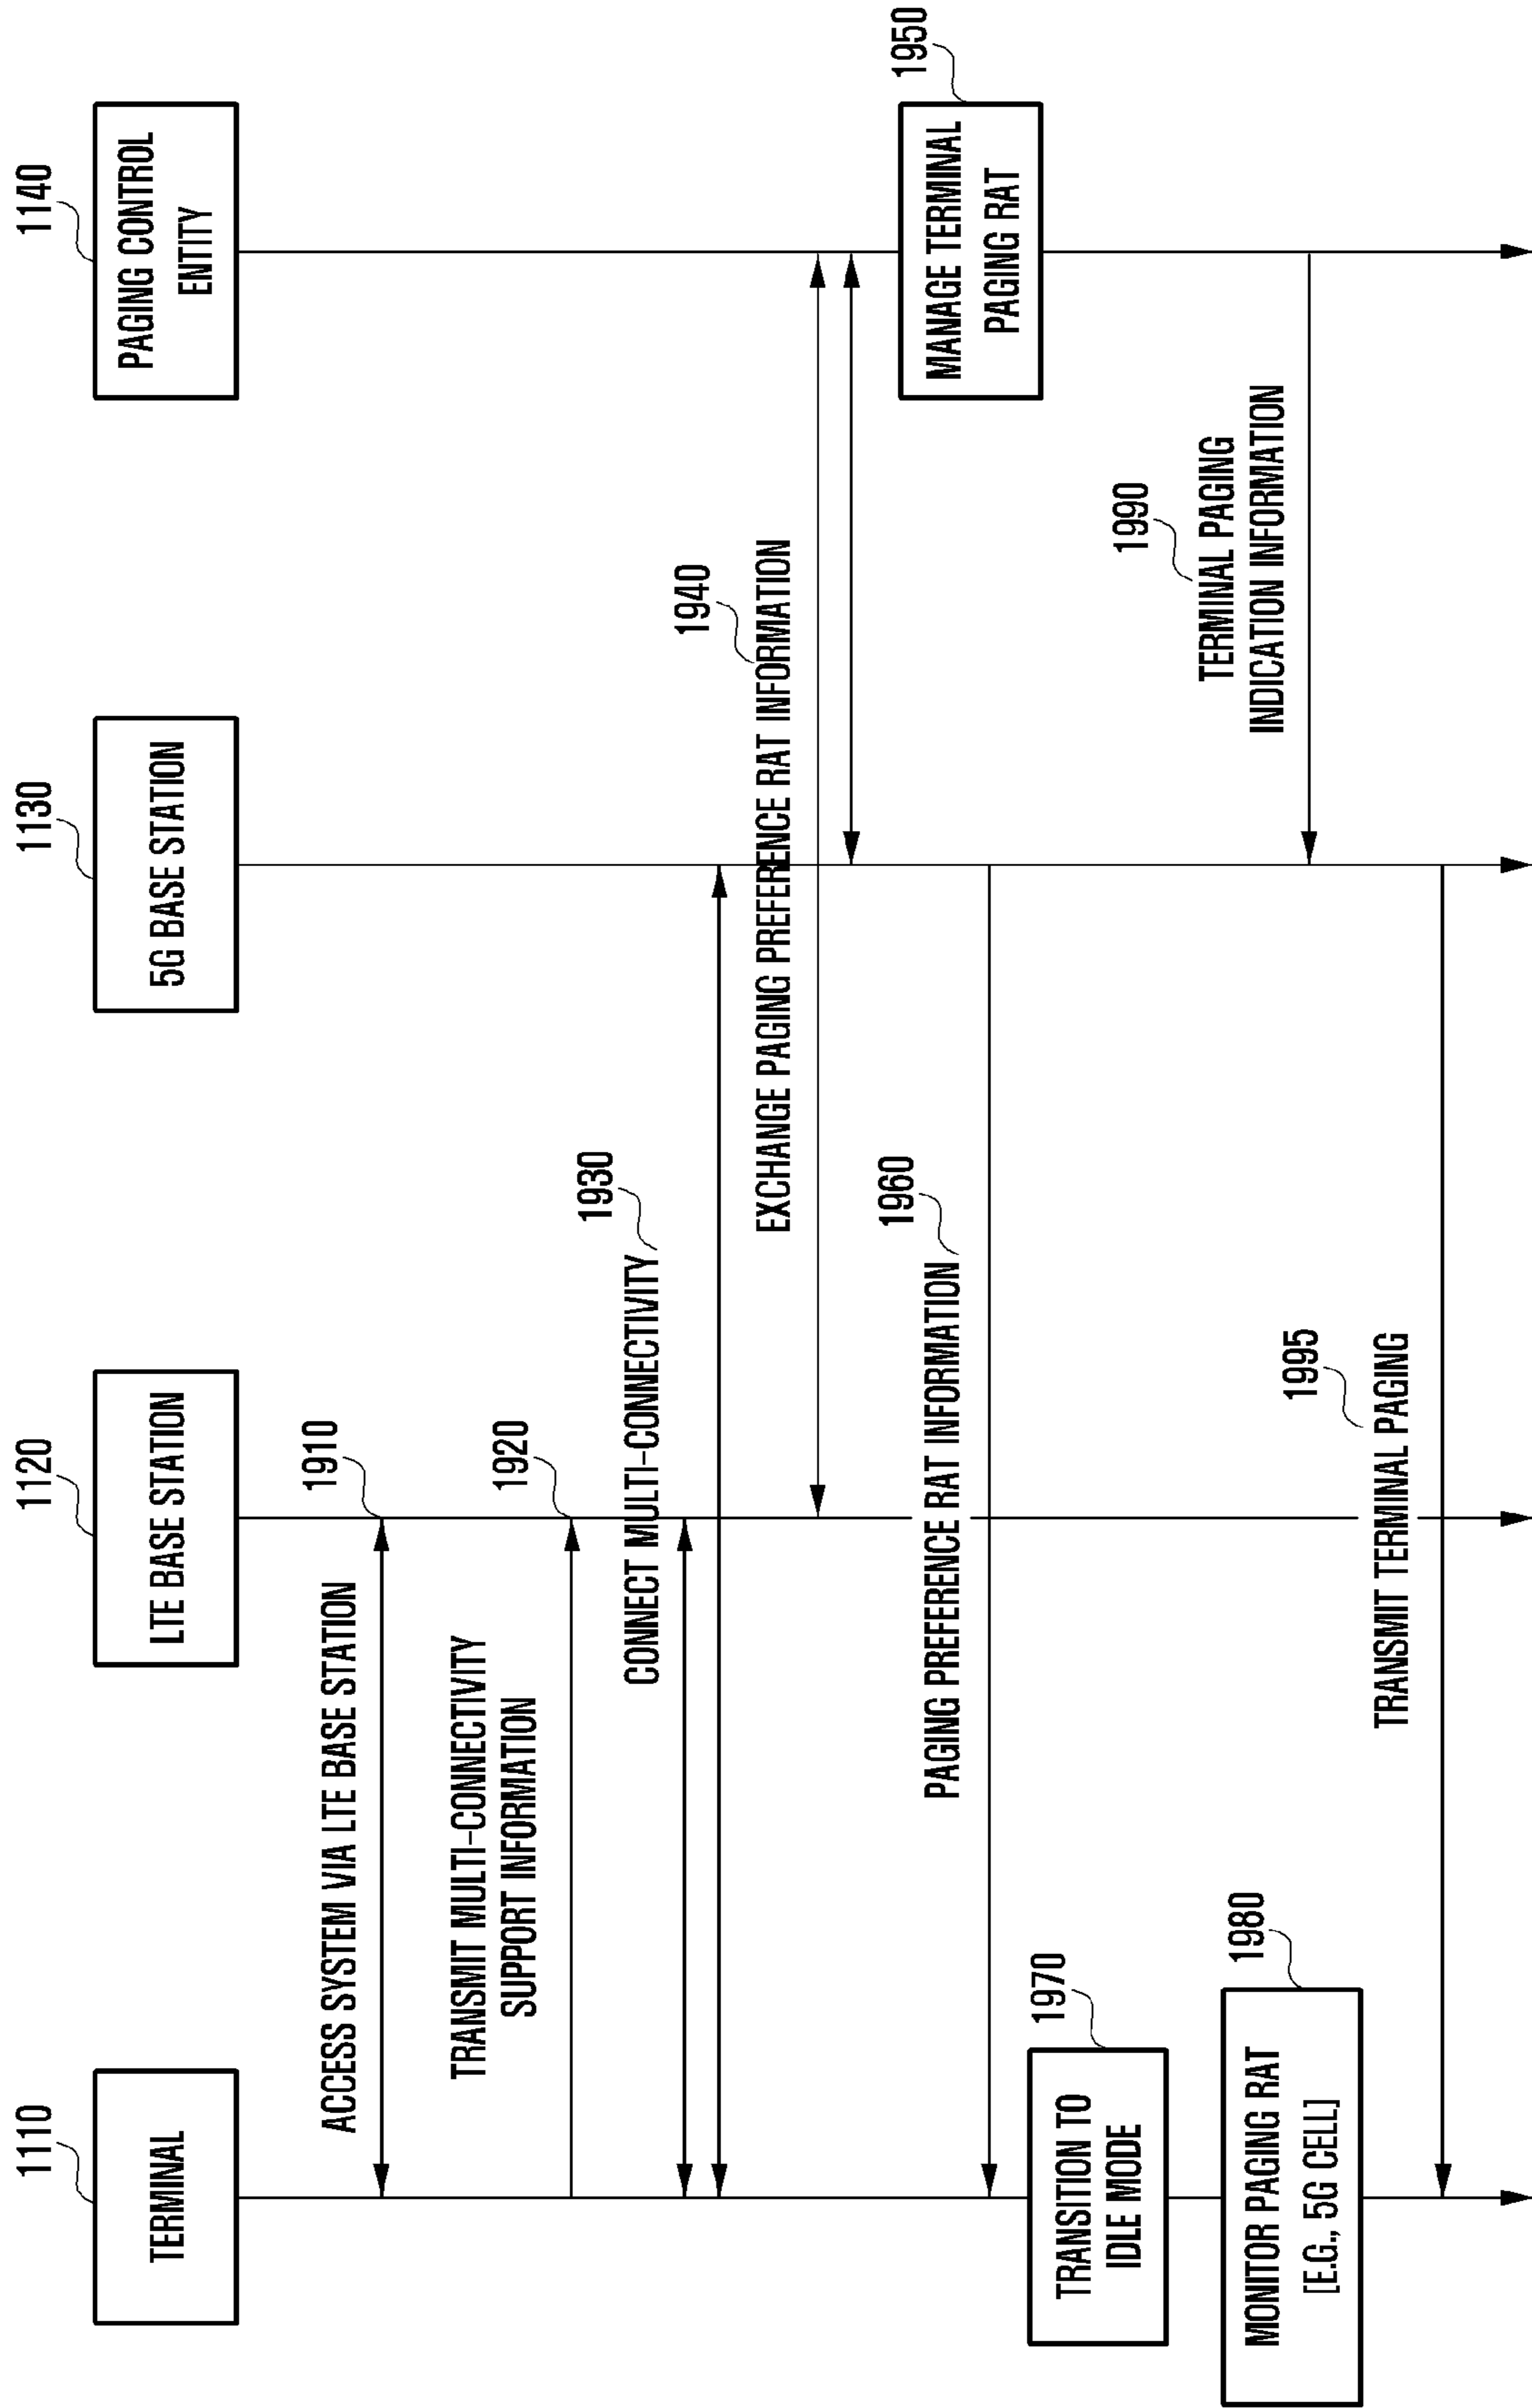 1110
TERMINAL
1120
LTE BASE STATION
1130
5G BASE STATION
1140
PAGING CONTROL
ENTITY
ACCESS SYSTEM VIA LTE BASE STATION
1910
TRANSMIT MULTI-CONNECTIVITY
SUPPORT INFORMATION
1920
CONNECT MULTI-CONNECTIVITY
1930
EXCHANGE PAGING PREFERENCE RAT INFORMATION
1940
MANAGE TERMINAL
PAGING RAT
1950
PAGING PREFERENCE RAT INFORMATION
1960
TRANSITION TO
IDLE MODE
1970
MONITOR PAGING RAT
[E.G., 5G CELL]
1980
TERMINAL PAGING
INDICATION INFORMATION
1990
TRANSMIT TERMINAL PAGING
1995